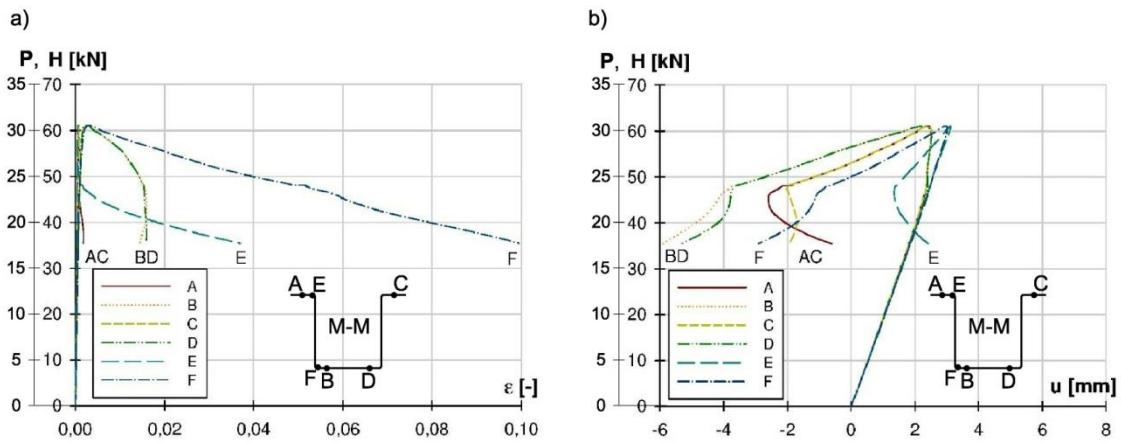 a)
P, H [kN]
35 70
30 60
25 50
20 40
15 30
10 20
5 10
0 0
AC BD E F
A
B
C
D
E
F
A E C
M-M
F B D
ε [-]
0,00 0,02 0,04 0,06 0,08 0,10
b)
P, H [kN]
35 70
30 60
25 50
20 40
15 30
10 20
5 10
0 0
BD F AC E
A
B
C
D
E
F
A E C
M-M
F B D
u [mm]
-6 -4 -2 0 2 4 6 8